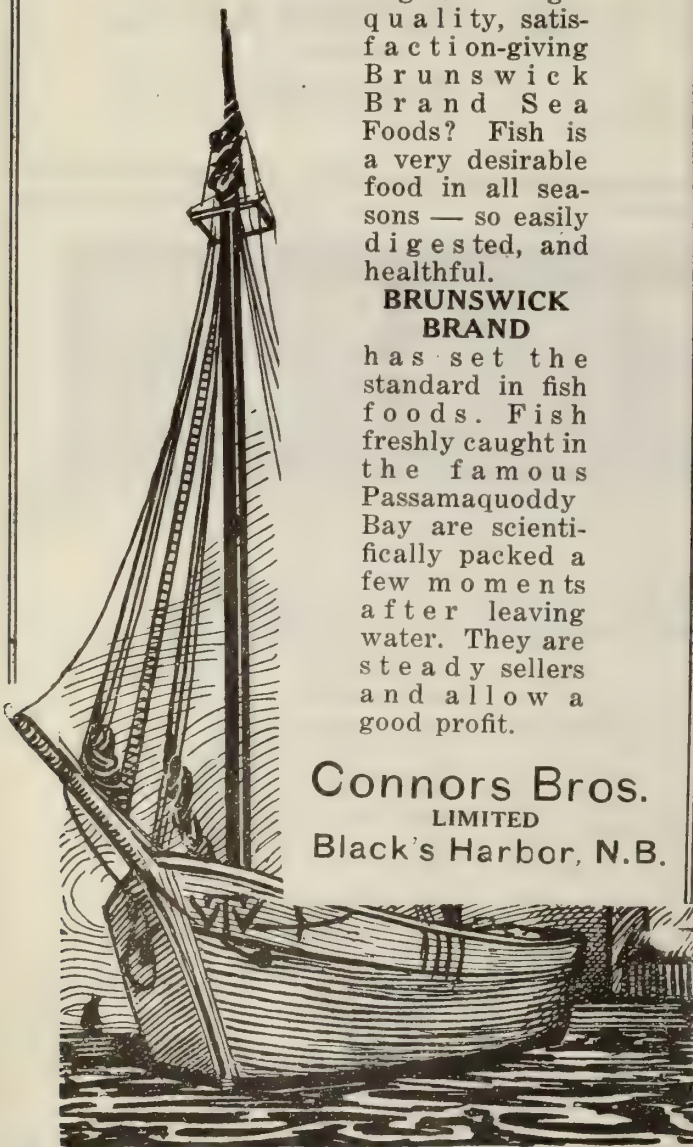 quality, satis-
faction-giving
Brunswick
Brand Sea
Foods? Fish is
a very desirable
food in all sea-
sons — so easily
digested, and
healthful.
BRUNSWICK
BRAND
has set the
standard in fish
foods. Fish
freshly caught in
the famous
Passamaquoddy
Bay are scienti-
fically packed a
few moments
after leaving
water. They are
steady sellers
and allow a
good profit.
Connors Bros.
LIMITED
Black's Harbor, N.B.